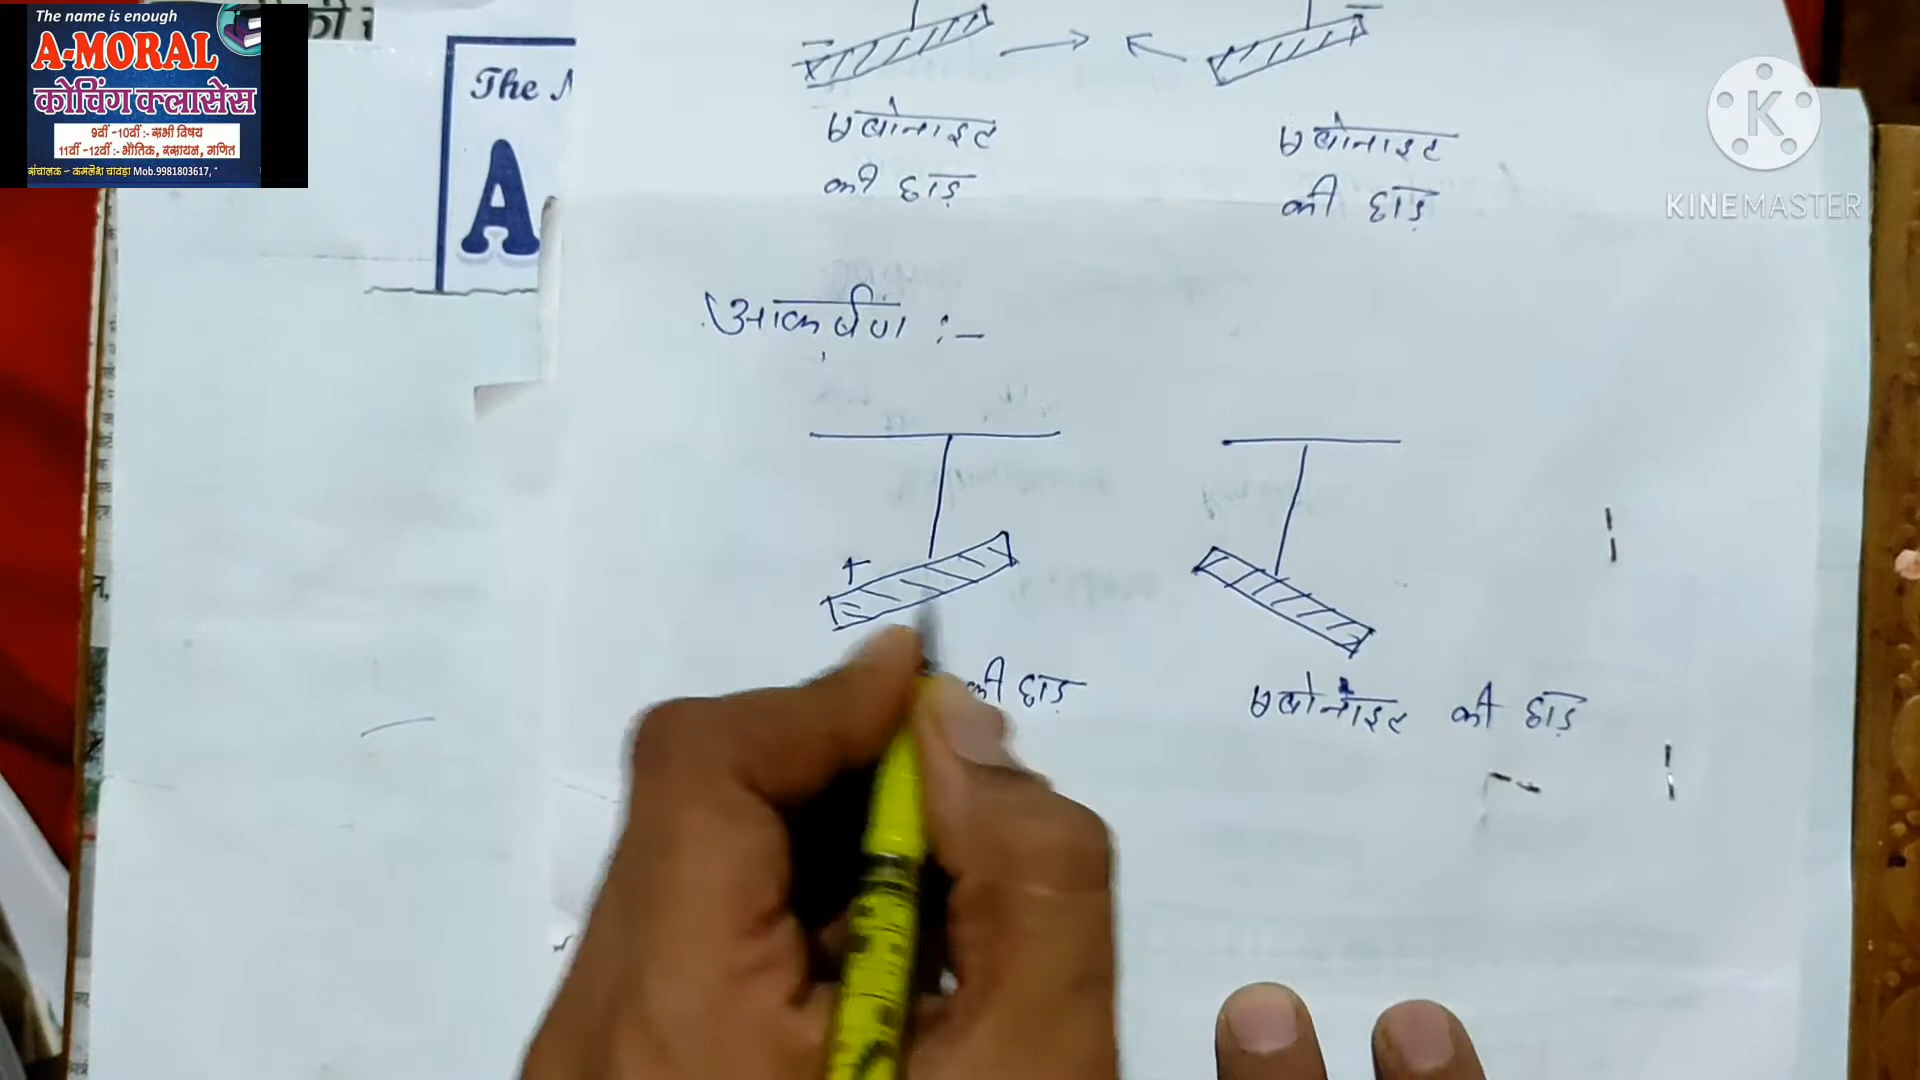 The name is enough
A-MORAL
कोचिंग क्लासेस
9वीं -10वीं :- सभी विषय
11वीं -12वीं :- भौतिक, रसायन, गणित
संचालक - कमलेश चावड़ा Mob.9981803617,
The
A
KINEMASTER
एबोनाइट
की छड़
एबोनाइट
की छड़
आकर्षण :-
+
की छड़
एबोनाइट की छड़